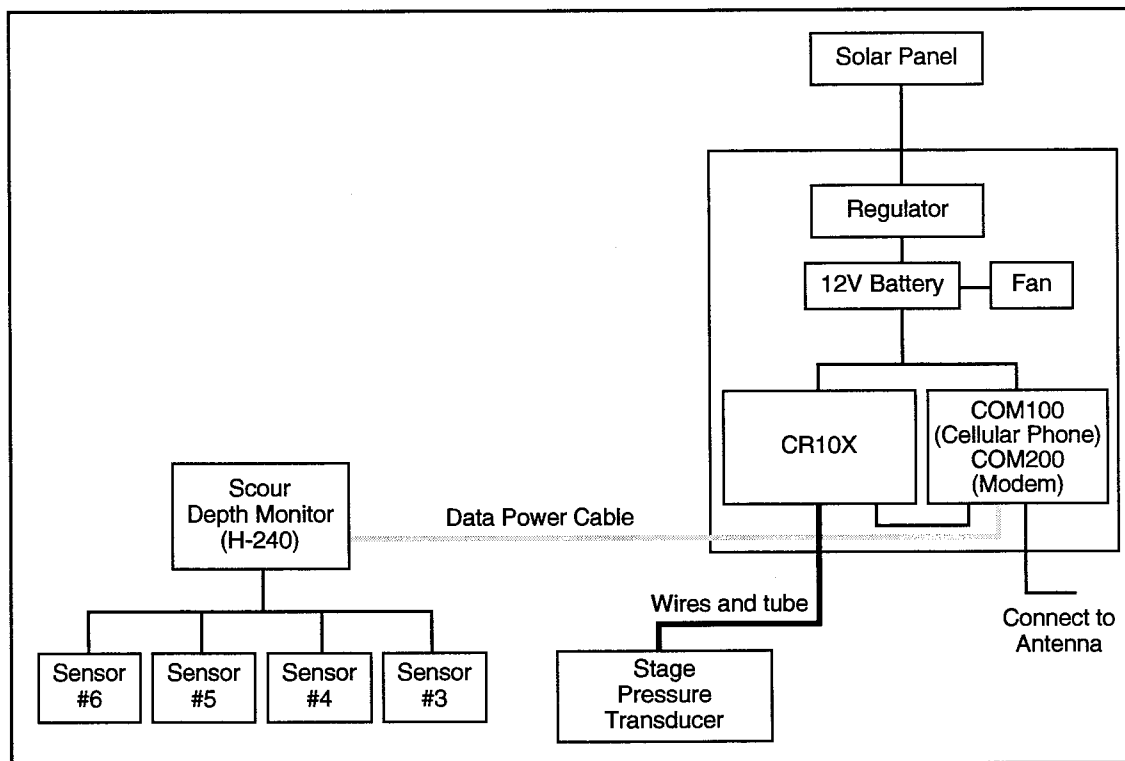 Solar Panel
Regulator
12V Battery
Fan
CR10X
COM100
(Cellular Phone)
COM200
(Modem)
Scour
Depth Monitor
(H-240)
Data Power Cable
Wires and tube
Connect to
Antenna
Sensor
#6
Sensor
#5
Sensor
#4
Sensor
#3
Stage
Pressure
Transducer